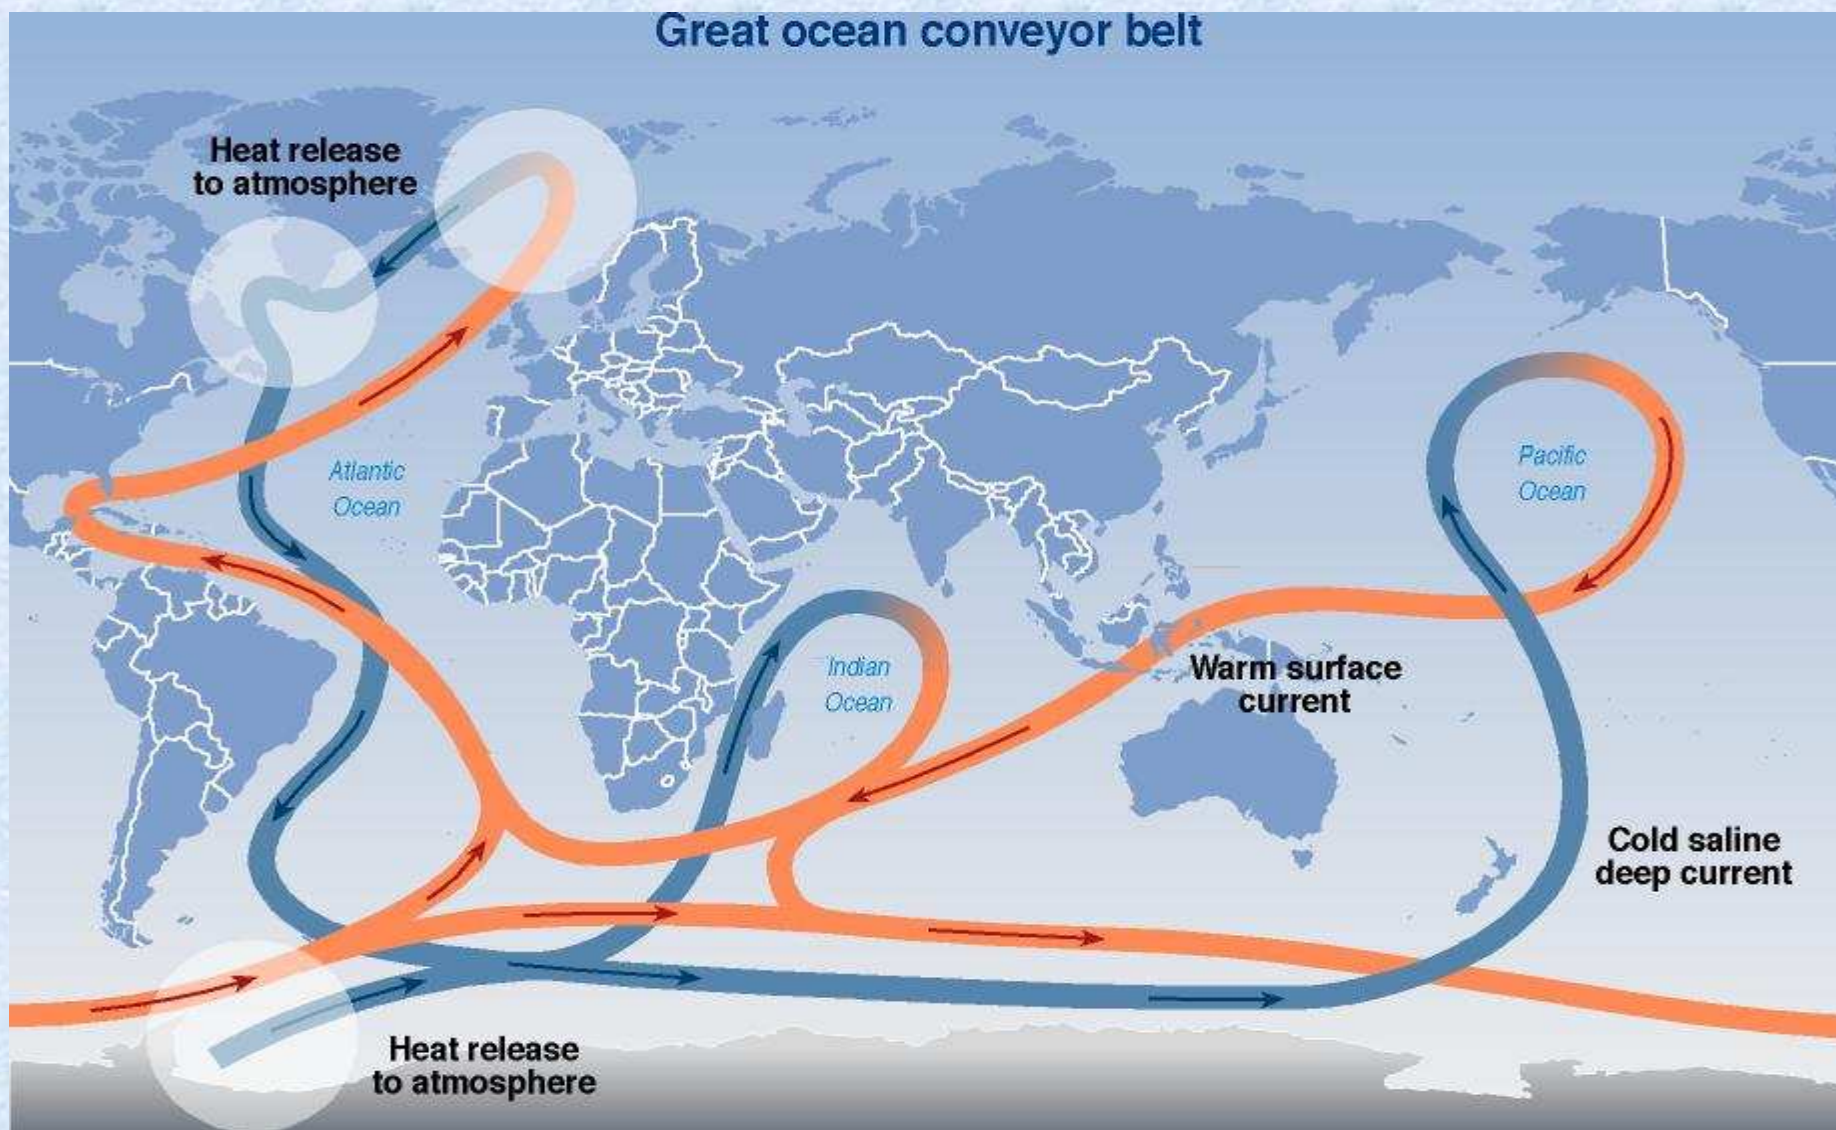 Great ocean conveyor belt
Heat release
to atmosphere
Atlantic
Ocean
Pacific
Ocean
Indian
Ocean
Warm surface
current
Cold saline
deep current
Heat release
to atmosphere